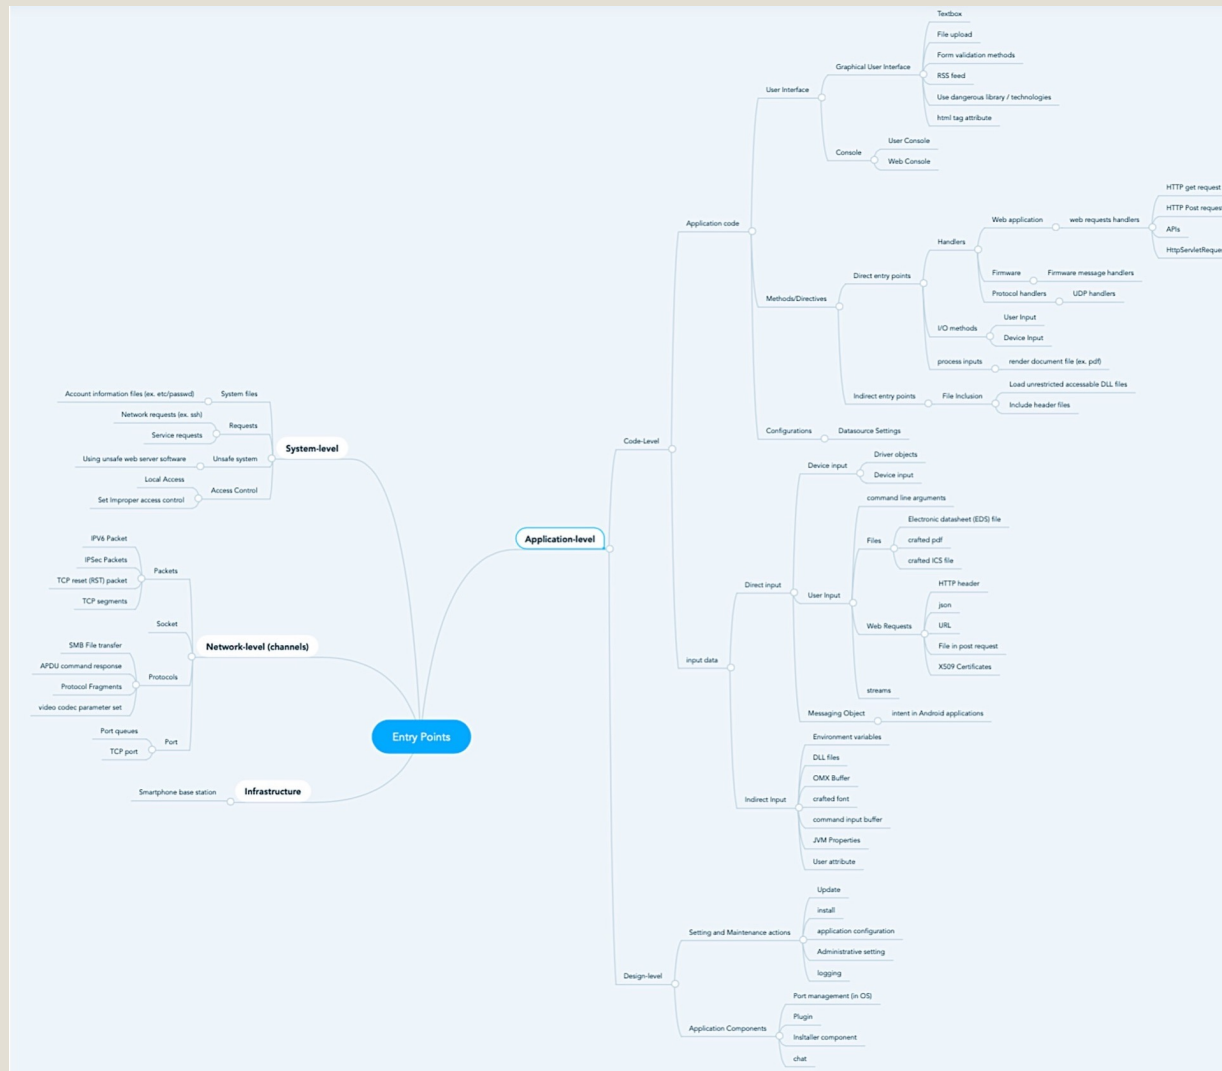 Textbox
File upload
Form validation methods
Graphical User Interface
RSS feed
User Interface
Use dangerous library / technologies
html tag attribute
User Console
Console
Web Console
HTTP get request
HTTP Post
Web application
web requests handlers
Application code
APIs
Handlers
Direct entry points
Firmware
Firmware message handlers
Protocol handlers
UDP handlers
Methods/Directives
User Input
I/O methods
Device Input
process inputs
render document file (ex. pdf)
Load unrestricted accessable DLL files
Indirect entry points
File Inclusion
Include header files
Configurations
Datasource Settings
Code-Level
Driver objects
Device input
Device input
command line arguments
Electronic datasheet (EDS) file
Files
crafted pdf
crafted ICS file
Direct input
HTTP header
User Input
json
Web Requests
URL
File in post request
input data
X509 Certificates
streams
Messaging Object
intent in Android applications
Environment variables
DLL files
OMX Buffer
Indirect Input
crafted font
command input buffer
JVM Properties
User attribute
Update
install
Setting and Maintenance actions
application configuration
Administrative setting
logging
Design-level
Port management (in OS)
Plugin
Application Components
Insltaller component
chat
Application-level
Account information files (ex. etc/passwd)
System files
Network requests (ex. ssh)
Requests
Service requests
System-level
Using unsafe web server software
Unsafe system
Local Access
Access Control
Set Improper access control
IPV6 Packet
IPSec Packets
Packets
TCP reset (RST) packet
TCP segments
Socket
Network-level (channels)
SMB File transfer
APDU command response
Protocols
Protocol Fragments
video codec parameter set
Port queues
Port
TCP port
Entry Points
Smartphone base station
Infrastructure